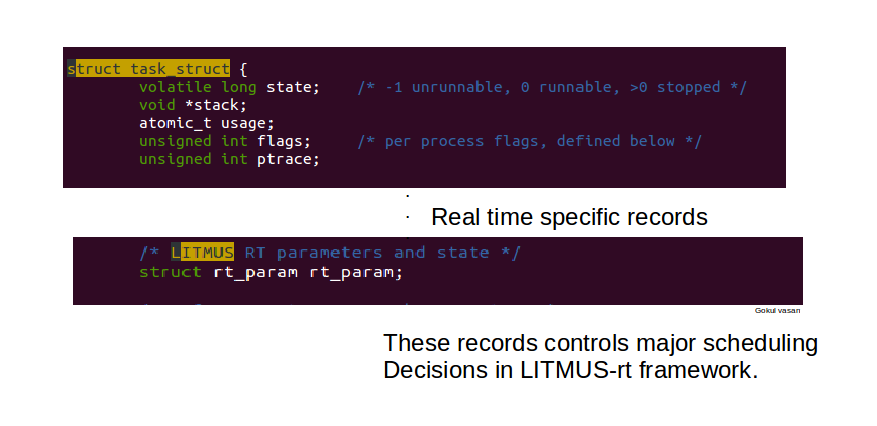 struct task_struct {
volatile long state; /* -1 unrunnable, 0 runnable, >0 stopped */
void *stack;
atomic_t usage;
unsigned int flags; /* per process flags, defined below */
unsigned int ptrace;
.
. Real time specific records
/* LITMUS RT parameters and state */
struct rt_param rt_param;
Gokul vasan
These records controls major scheduling
Decisions in LITMUS-rt framework.